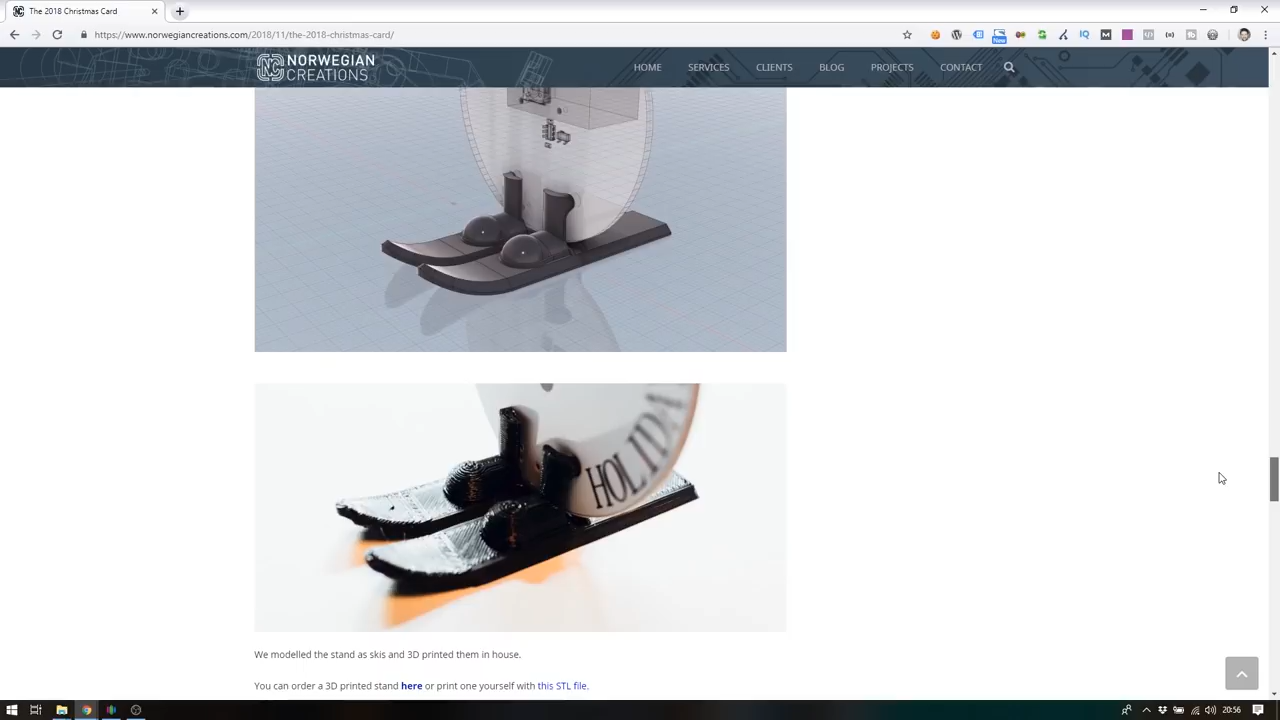 The 2018 Christmas Card
https://www.norwegiancreations.com/2018/11/the-2018-christmas-card/
New
NORWEGIAN
CREATIONS
HOME
SERVICES
CLIENTS
BLOG
PROJECTS
CONTACT
HOLIDA
We modelled the stand as skis and 3D printed them in house.
You can order a 3D printed stand here or print one yourself with this STL file.
20:56